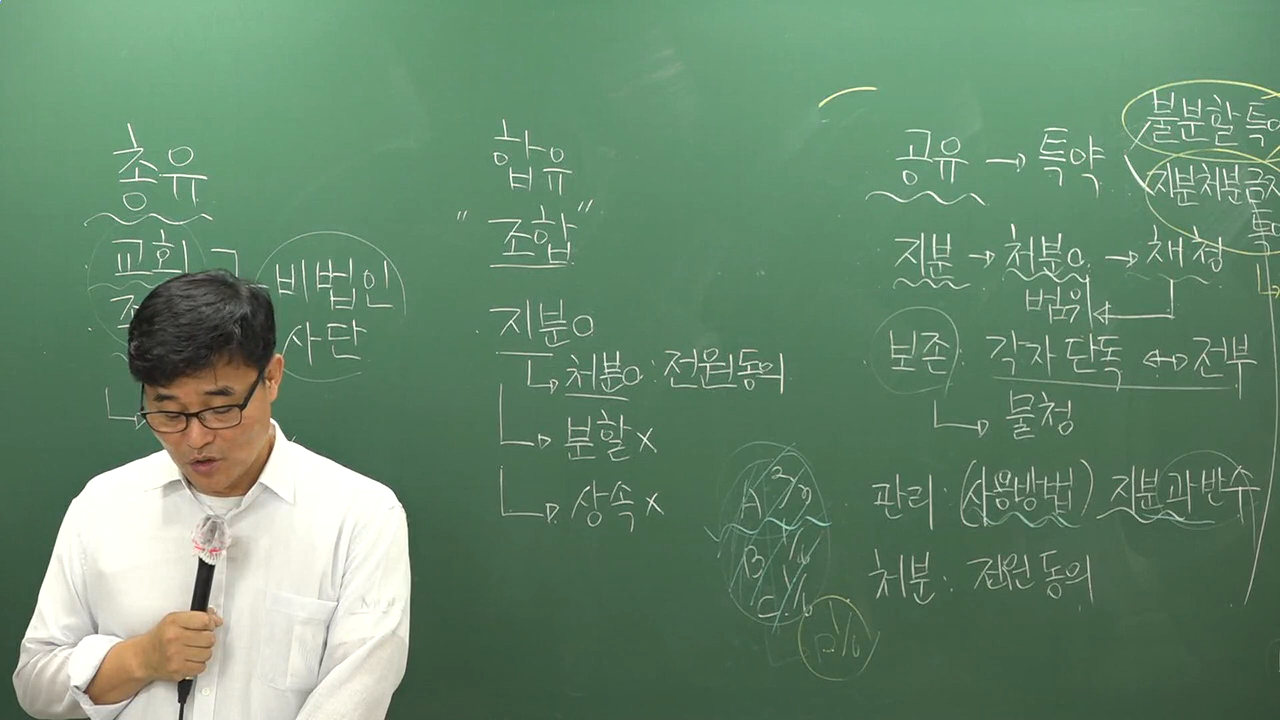 총유
교회
비법인
사단
합유
"조합"
지분O
↳ 처분O : 전원동의
→ 분할 x
→ 상속 x
공유 → 특약
불분할 특
지분처분금지
특
지분 → 처분O → 채청
범위
보존 : 각자 단독 ↔ 전부
→ 물청
관리 : (사용방법) 지분과반수
처분 : 전원동의
A
B
C